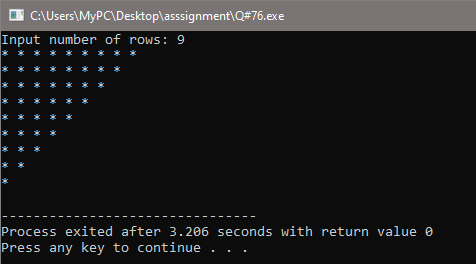 C:\Users\MyPC\Desktop\asssignment\Q#76.exe
Input number of rows: 9
* * * * * * * * *
* * * * * * * *
* * * * * * *
* * * * * *
* * * * *
* * * *
* * *
* *
*
--------------------------------
Process exited after 3.206 seconds with return value 0
Press any key to continue . . .